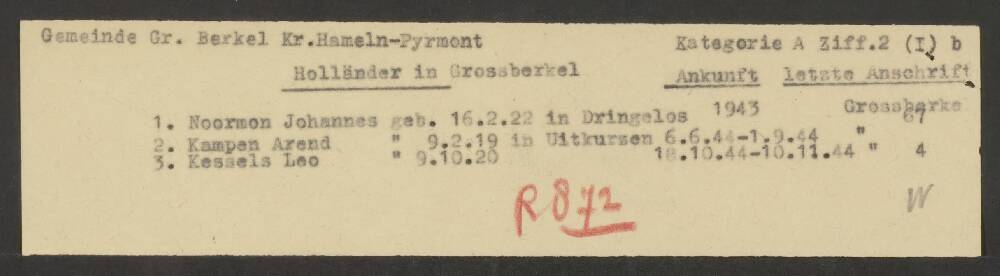 Gemeinde Gr. Berkel Kr.Hameln-Pyrmont Kategorie A Ziff.2 (I) b
Holländer in Grossberkel Ankunft letzte Anschrift
1. Noormon Johannes geb. 16.2.22 in Dringelos 1943 Grossberke 67
2. Kampen Arend " 9.2.19 in Uitkursen 6.6.44-1.9.44 "
3. Kessels Leo " 9.10.20 18.10.44-10.11.44 " 4
R 872
W